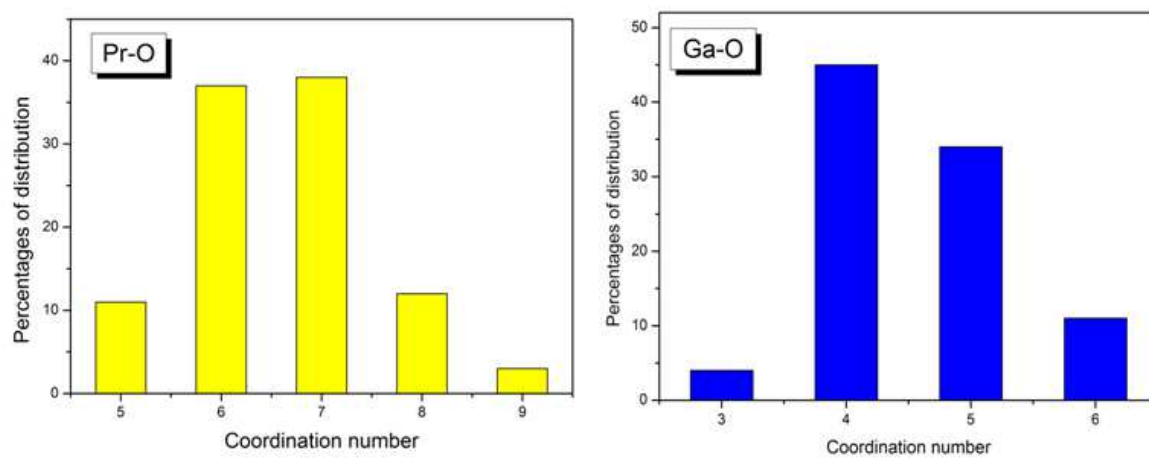 Pr-O
Percentages of distribution
40
30
20
10
0
5 6 7 8 9
Coordination number
Ga-O
Percentages of distribution
50
40
30
20
10
0
3 4 5 6
Coordination number